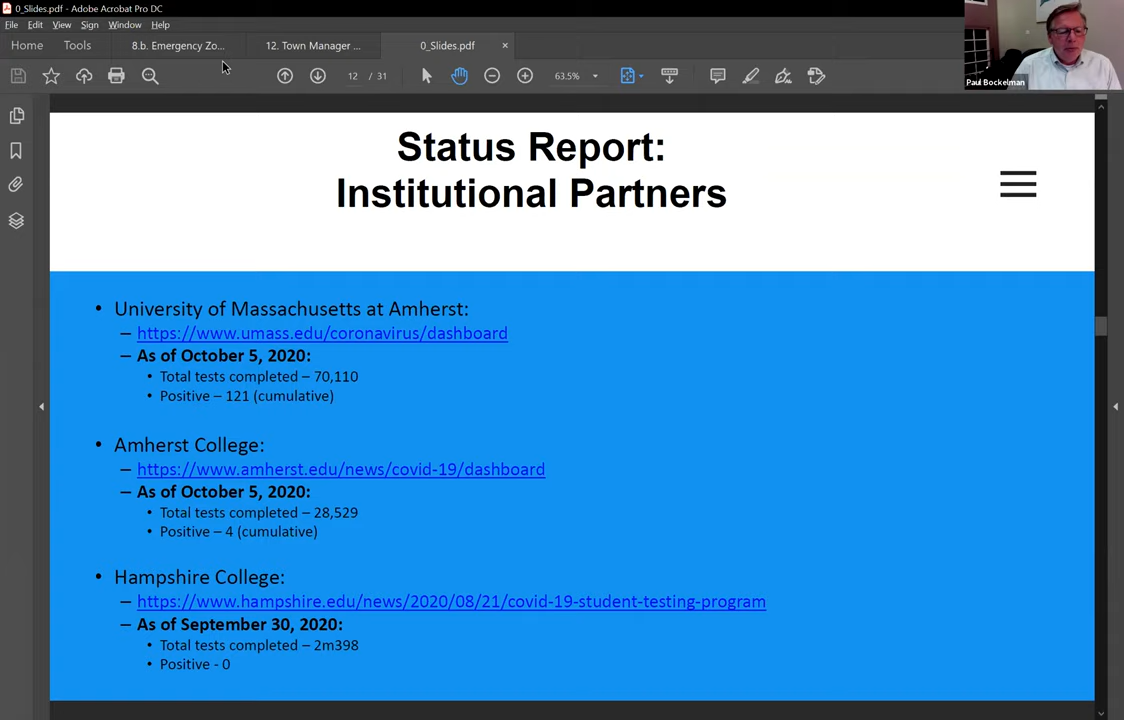 0_Slides.pdf - Adobe Acrobat Pro DC
File Edit View Sign Window Help
Home Tools 8.b. Emergency Zo... 12. Town Manager ... 0_Slides.pdf ×
12 / 31 63.5%
Paul Bockelman
Status Report:
Institutional Partners
• University of Massachusetts at Amherst:
– https://www.umass.edu/coronavirus/dashboard
– As of October 5, 2020:
• Total tests completed – 70,110
• Positive – 121 (cumulative)
• Amherst College:
– https://www.amherst.edu/news/covid-19/dashboard
– As of October 5, 2020:
• Total tests completed – 28,529
• Positive – 4 (cumulative)
• Hampshire College:
– https://www.hampshire.edu/news/2020/08/21/covid-19-student-testing-program
– As of September 30, 2020:
• Total tests completed – 2m398
• Positive - 0